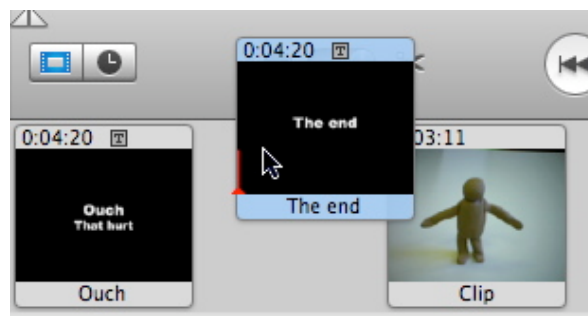 0:04:20 T
The end
The end
0:04:20 T
Ouch
That hurt
Ouch
03:11
Clip